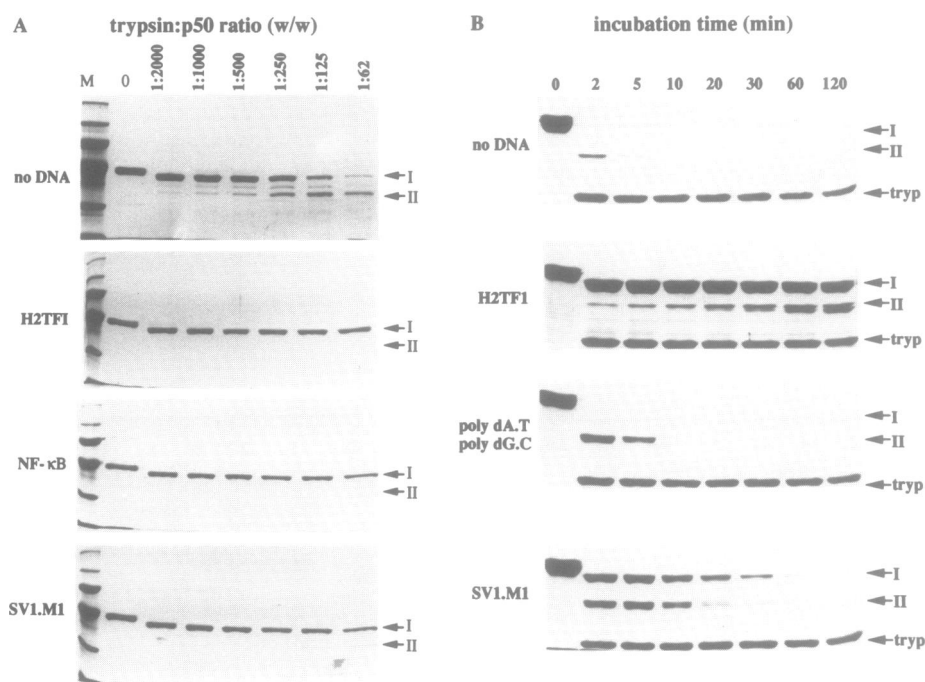 A trypsin:p50 ratio (w/w)
M 0 1:2000 1:1000 1:500 1:250 1:125 1:62
no DNA
I
II
H2TFI
I
II
NF-κB
I
II
SV1.M1
I
II
B incubation time (min)
0 2 5 10 20 30 60 120
no DNA
I
II
tryp
H2TF1
I
II
tryp
poly dA.T
poly dG.C
I
II
tryp
SV1.M1
I
II
tryp